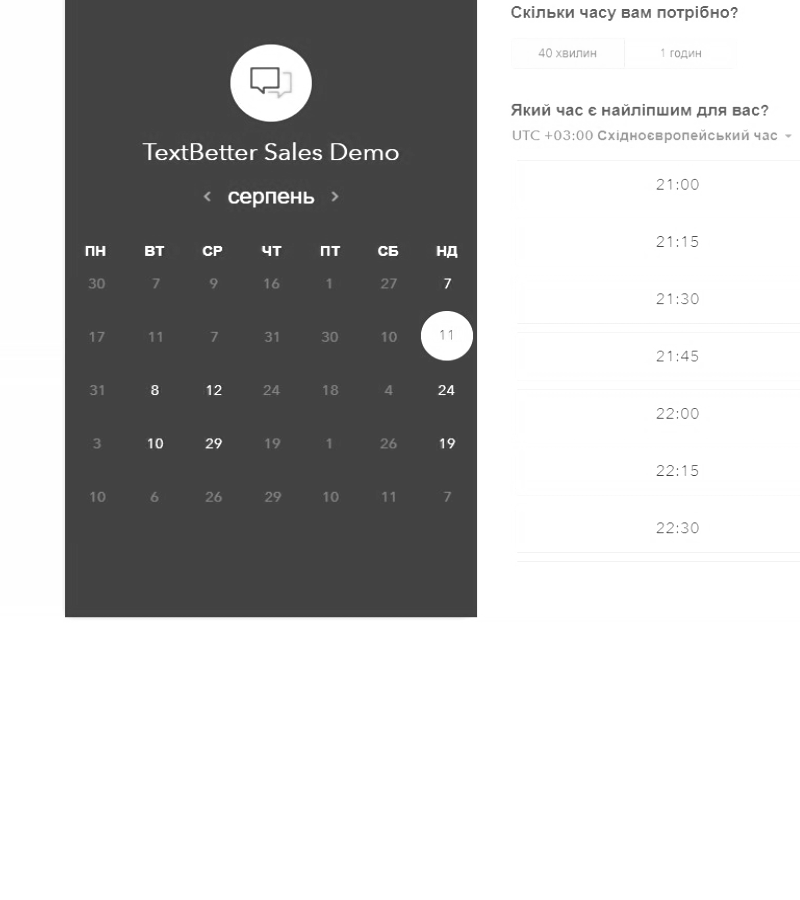 TextBetter Sales Demo
серпень
ПН ВТ СР ЧТ ПТ СБ НД
30 7 9 16 1 27 7
17 11 7 31 30 10 11
31 8 12 24 18 4 24
3 10 29 19 1 26 19
10 6 26 29 10 11 7
Скільки часу вам потрібно?
40 хвилин 1 годин
Який час є найліпшим для вас?
UTC +03:00 Східноєвропейський час
21:00
21:15
21:30
21:45
22:00
22:15
22:30